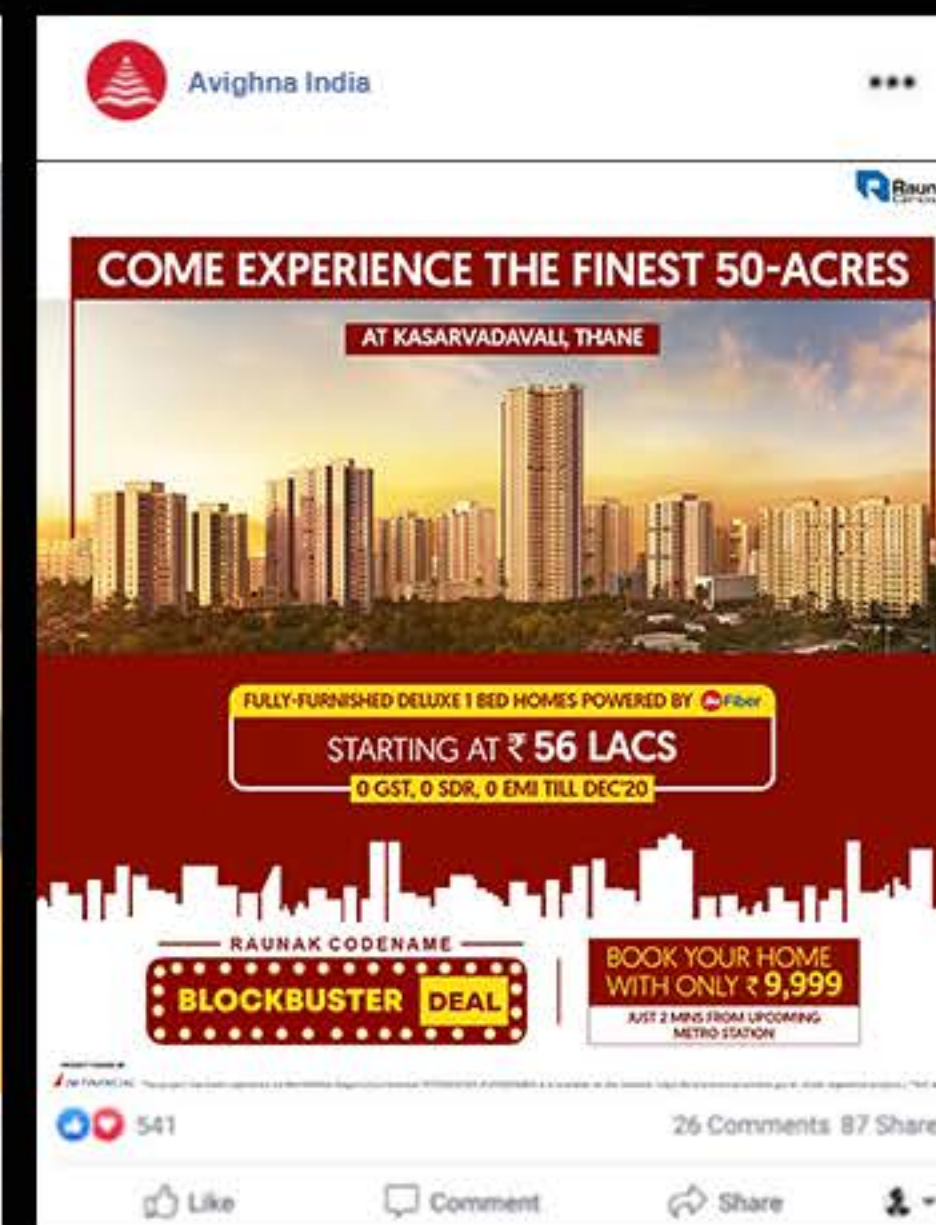 Avighna India
Raun
COME EXPERIENCE THE FINEST 50-ACRES
AT KASARVADAVALI, THANE
FULLY-FURNISHED DELUXE 1 BED HOMES POWERED BY Jio Fiber
STARTING AT ₹ 56 LACS
0 GST, 0 SDR, 0 EMI TILL DEC'20
RAUNAK CODENAME
BLOCKBUSTER DEAL
BOOK YOUR HOME
WITH ONLY ₹ 9,999
JUST 2 MINS FROM UPCOMING
METRO STATION
541
26 Comments 87 Share
Like Comment Share